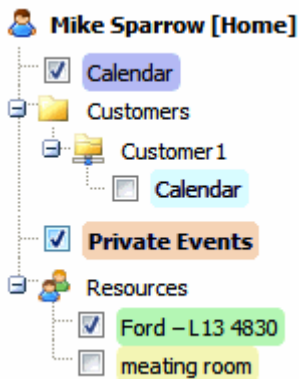 Mike Sparrow [Home]
Calendar
Customers
Customer1
Calendar
Private Events
Resources
Ford – L13 4830
meating room